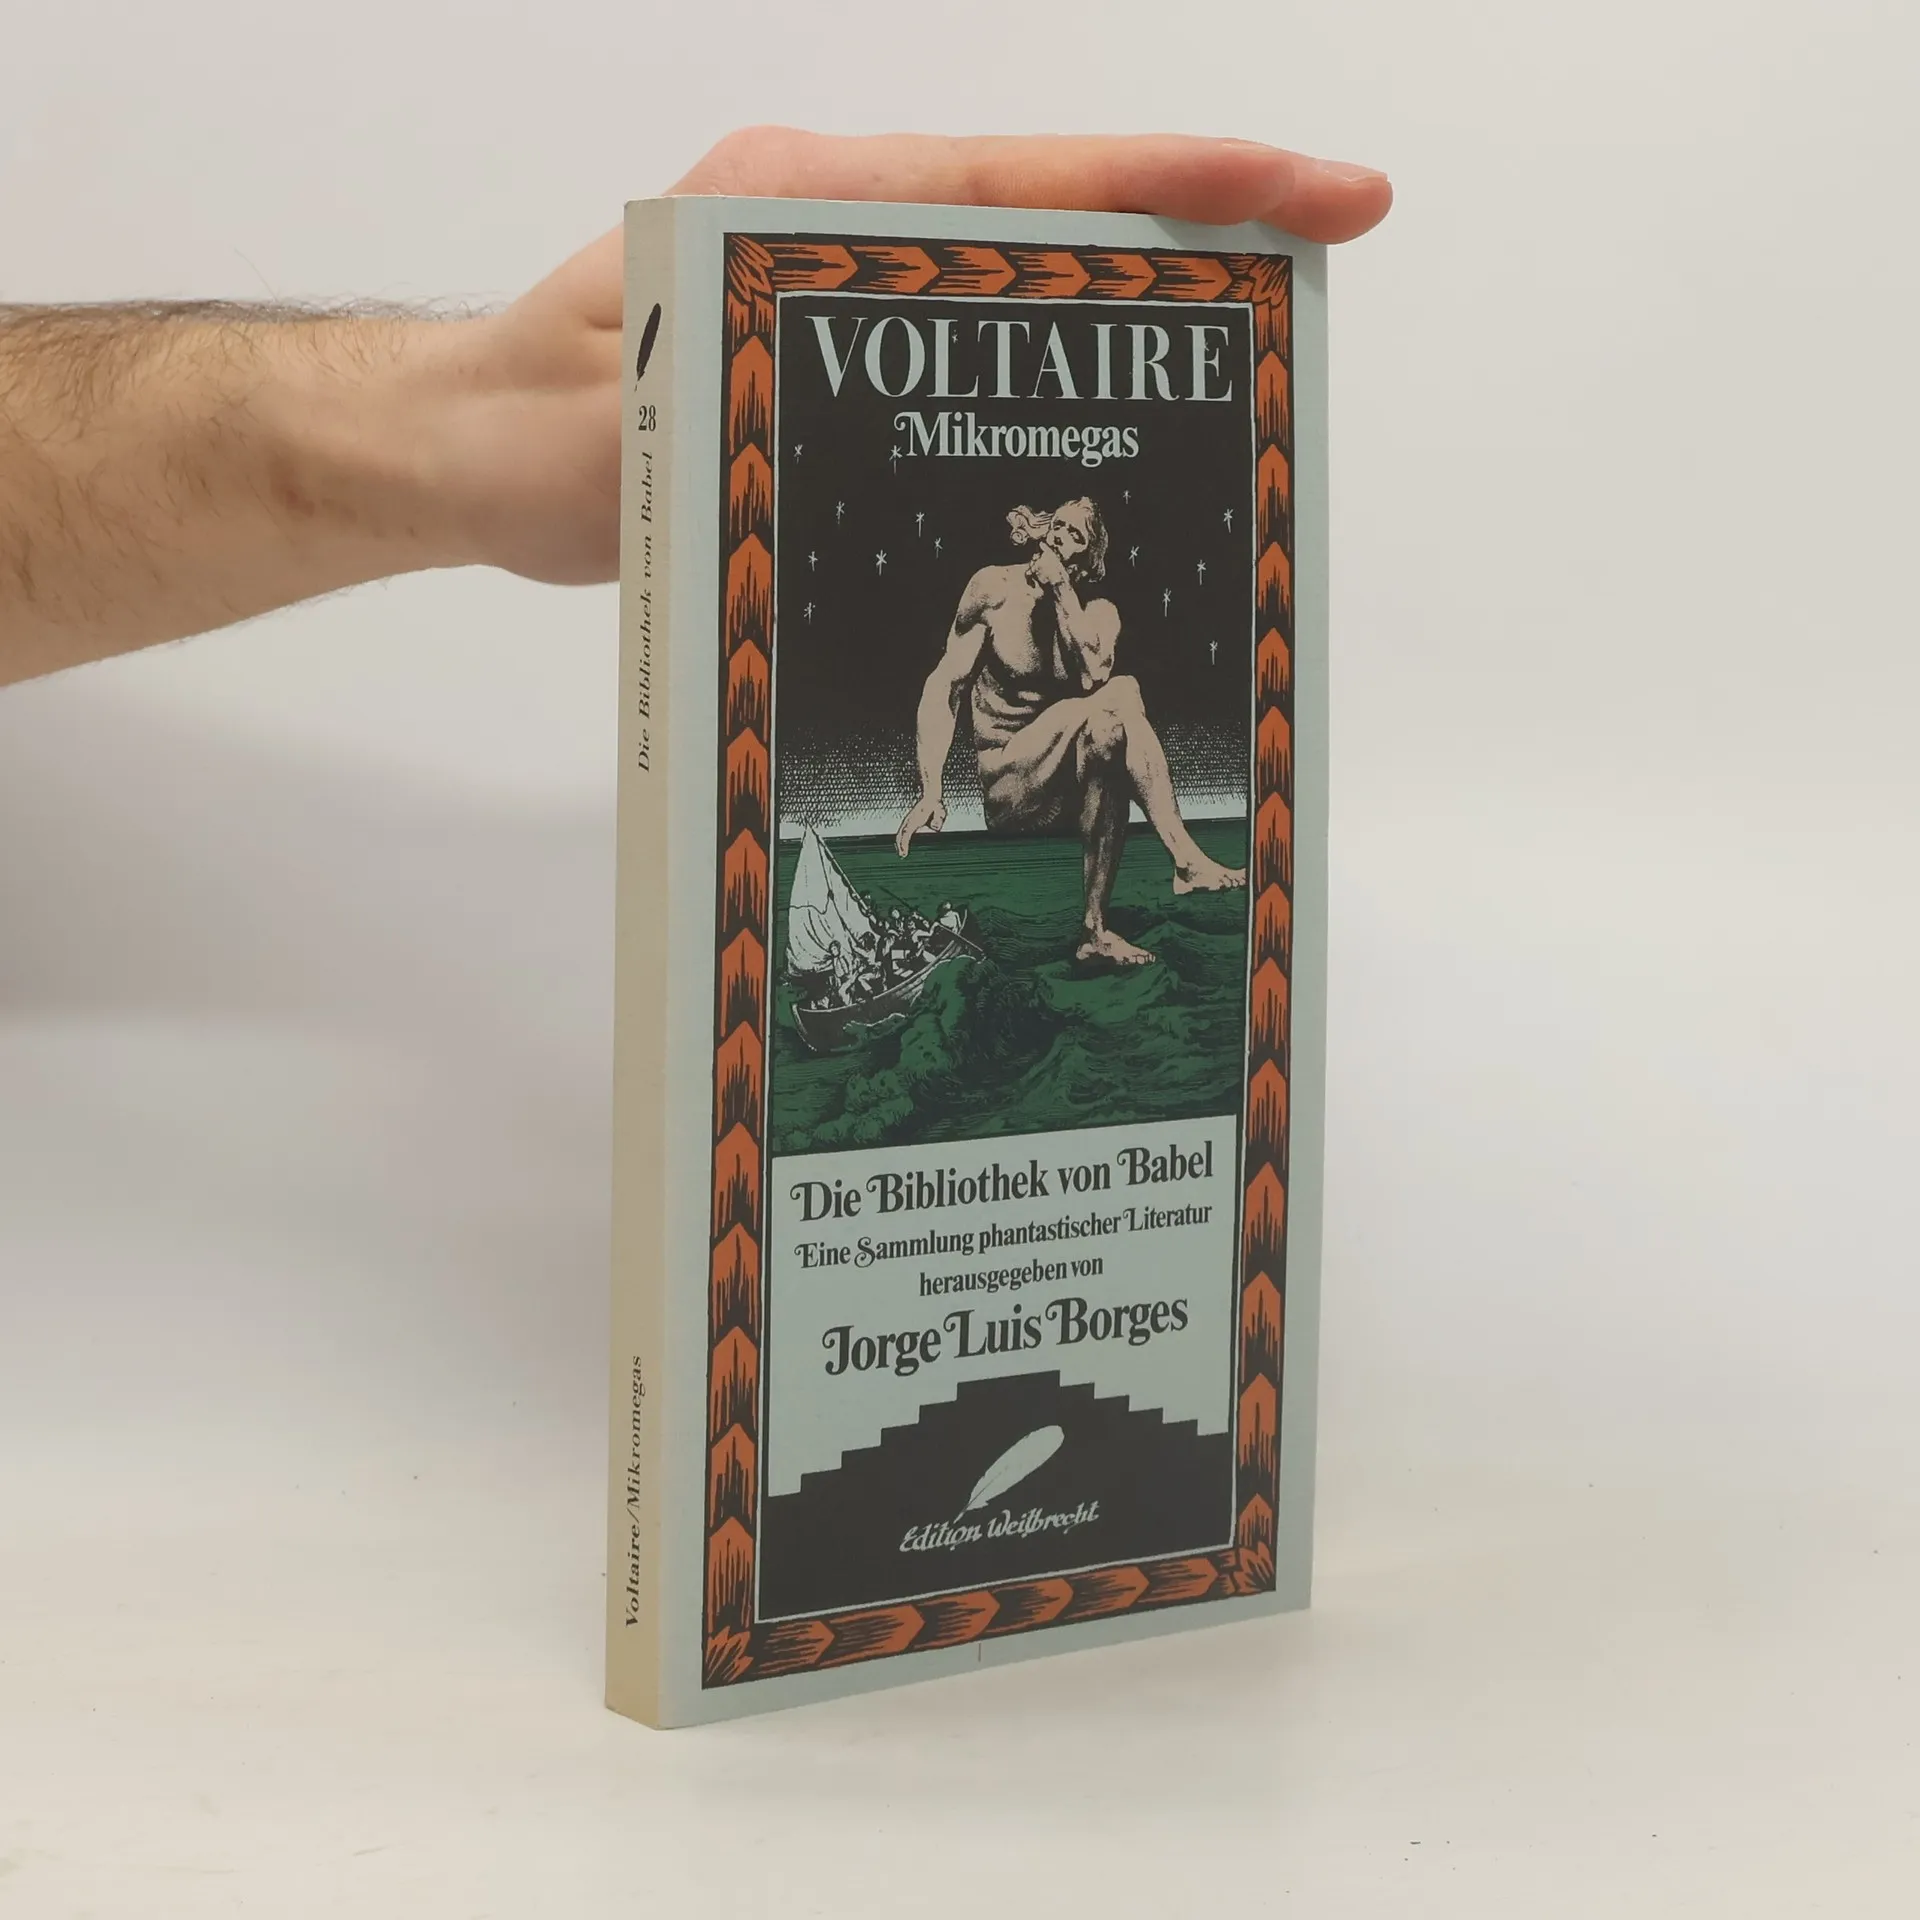 VOLTAIRE
Mikromegas
Die Bibliothek von Babel
Eine Sammlung phantastischer Literatur
herausgegeben von
Jorge Luis Borges
Edition Weitbrecht
28
Die Bibliothek von Babel
Voltaire/Mikromegas